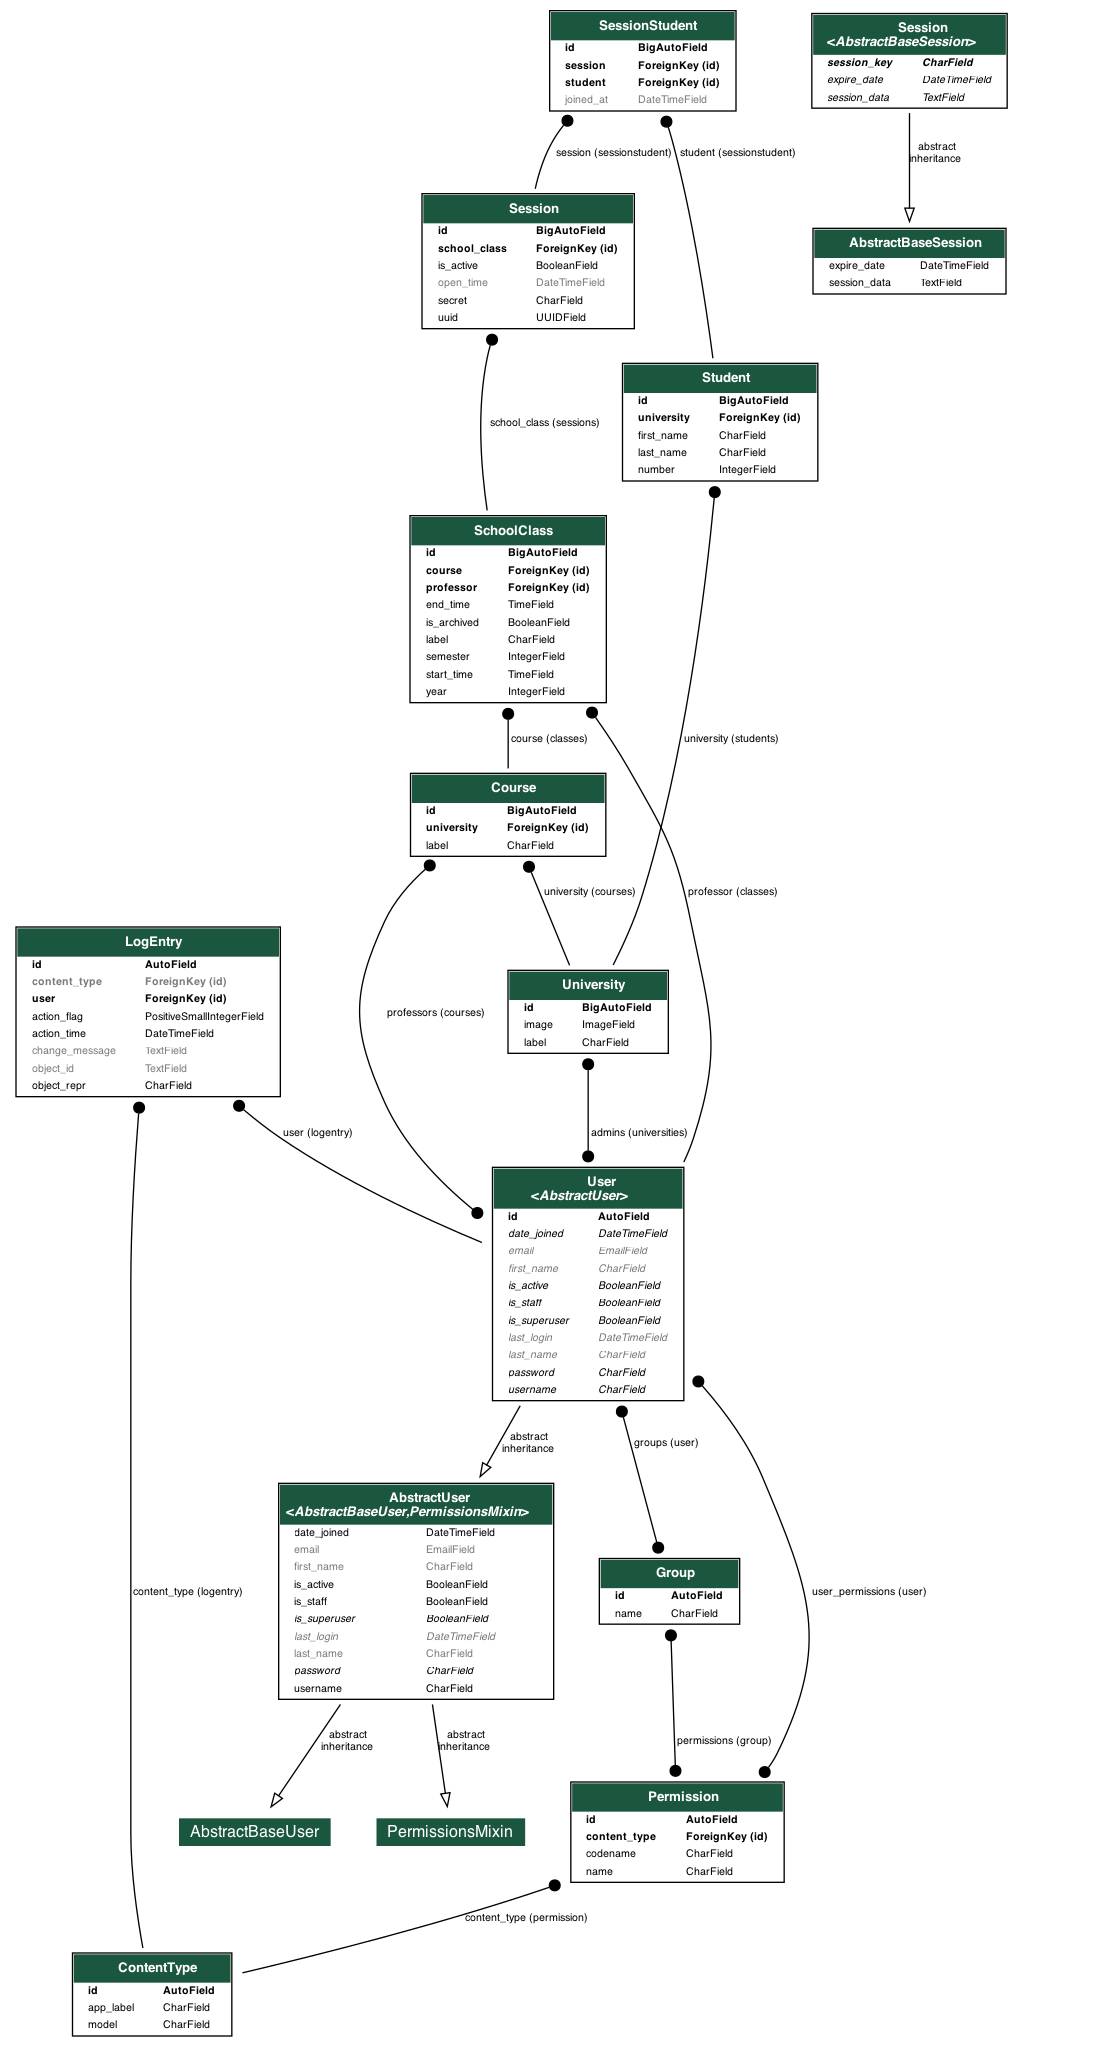 SessionStudent
id BigAutoField
session ForeignKey (id)
student ForeignKey (id)
joined_at DateTimeField
Session
<AbstractBaseSession>
session_key CharField
expire_date DateTimeField
session_data TextField
session (sessionstudent)
student (sessionstudent)
abstract
inheritance
Session
id BigAutoField
school_class ForeignKey (id)
is_active BooleanField
open_time DateTimeField
secret CharField
uuid UUIDField
AbstractBaseSession
expire_date DateTimeField
session_data TextField
school_class (sessions)
Student
id BigAutoField
university ForeignKey (id)
first_name CharField
last_name CharField
number IntegerField
SchoolClass
id BigAutoField
course ForeignKey (id)
professor ForeignKey (id)
end_time TimeField
is_archived BooleanField
label CharField
semester IntegerField
start_time TimeField
year IntegerField
course (classes)
university (students)
Course
id BigAutoField
university ForeignKey (id)
label CharField
university (courses)
professor (classes)
LogEntry
id AutoField
content_type ForeignKey (id)
user ForeignKey (id)
action_flag PositiveSmallIntegerField
action_time DateTimeField
change_message TextField
object_id TextField
object_repr CharField
professors (courses)
University
id BigAutoField
image ImageField
label CharField
user (logentry)
admins (universities)
User
<AbstractUser>
id AutoField
date_joined DateTimeField
email EmailField
first_name CharField
is_active BooleanField
is_staff BooleanField
is_superuser BooleanField
last_login DateTimeField
last_name CharField
password CharField
username CharField
abstract
inheritance
groups (user)
AbstractUser
<AbstractBaseUser,PermissionsMixin>
date_joined DateTimeField
email EmailField
first_name CharField
is_active BooleanField
is_staff BooleanField
is_superuser BooleanField
last_login DateTimeField
last_name CharField
password CharField
username CharField
content_type (logentry)
Group
id AutoField
name CharField
user_permissions (user)
abstract
inheritance
abstract
inheritance
permissions (group)
AbstractBaseUser
PermissionsMixin
Permission
id AutoField
content_type ForeignKey (id)
codename CharField
name CharField
content_type (permission)
ContentType
id AutoField
app_label CharField
model CharField